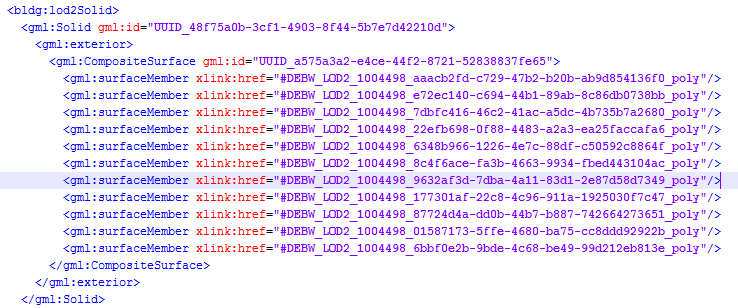 <bldg:lod2Solid>
<gml:Solid gml:id="UUID_48f75a0b-3cf1-4903-8f44-5b7e7d42210d">
<gml:exterior>
<gml:CompositeSurface gml:id="UUID_a575a3a2-e4ce-44f2-8721-52838837fe65">
<gml:surfaceMember xlink:href="#DEBW_LOD2_1004498_aaacb2fd-c729-47b2-b20b-ab9d854136f0_poly"/>
<gml:surfaceMember xlink:href="#DEBW_LOD2_1004498_e72ec140-c694-44b1-89ab-8c86db0738bb_poly"/>
<gml:surfaceMember xlink:href="#DEBW_LOD2_1004498_7dbfc416-46c2-41ac-a5dc-4b735b7a2680_poly"/>
<gml:surfaceMember xlink:href="#DEBW_LOD2_1004498_22efb698-0f88-4483-a2a3-ea25faccafa6_poly"/>
<gml:surfaceMember xlink:href="#DEBW_LOD2_1004498_6348b966-1226-4e7c-88df-c50592c8864f_poly"/>
<gml:surfaceMember xlink:href="#DEBW_LOD2_1004498_8c4f6ace-fa3b-4663-9934-fbed443104ac_poly"/>
<gml:surfaceMember xlink:href="#DEBW_LOD2_1004498_9632af3d-7dba-4a11-83d1-2e87d58d7349_poly"/>
<gml:surfaceMember xlink:href="#DEBW_LOD2_1004498_177301af-22c8-4c96-911a-1925030f7c47_poly"/>
<gml:surfaceMember xlink:href="#DEBW_LOD2_1004498_87724d4a-dd0b-44b7-b887-742664273651_poly"/>
<gml:surfaceMember xlink:href="#DEBW_LOD2_1004498_01587173-5ffe-4680-ba75-cc8ddd92922b_poly"/>
<gml:surfaceMember xlink:href="#DEBW_LOD2_1004498_6bbf0e2b-9bde-4c68-be49-99d212eb813e_poly"/>
</gml:CompositeSurface>
</gml:exterior>
</gml:Solid>